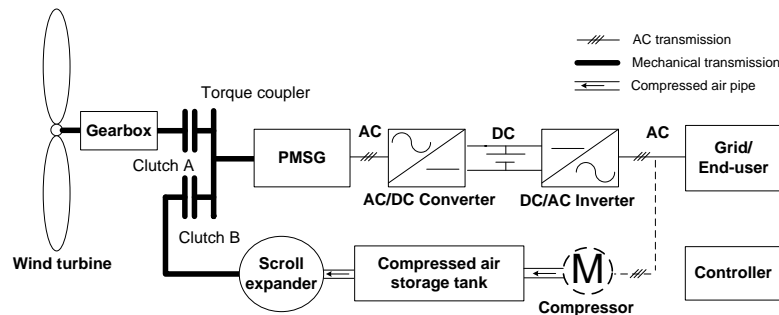 AC transmission
Mechanical transmission
Compressed air pipe
Torque coupler
Gearbox
Clutch A
PMSG
AC
DC
AC
Grid/
End-user
AC/DC Converter
DC/AC Inverter
Clutch B
Wind turbine
Scroll
expander
Compressed air
storage tank
M
Compressor
Controller